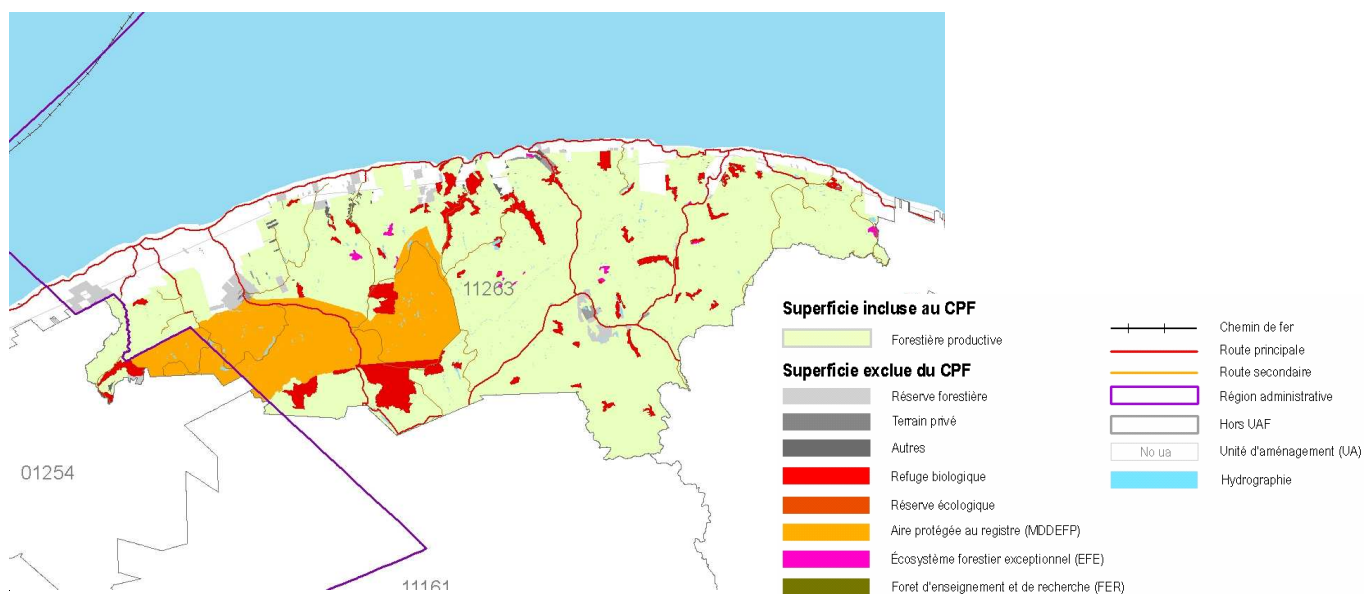 11263
01254
11161
Superficie incluse au CPF
Forestière productive
Superficie exclue du CPF
Réserve forestière
Terrain privé
Autres
Refuge biologique
Réserve écologique
Aire protégée au registre (MDDEFP)
Écosystème forestier exceptionnel (EFE)
Foret d'enseignement et de recherche (FER)
Chemin de fer
Route principale
Route secondaire
Région administrative
Hors UAF
No ua Unité d'aménagement (UA)
Hydrographie